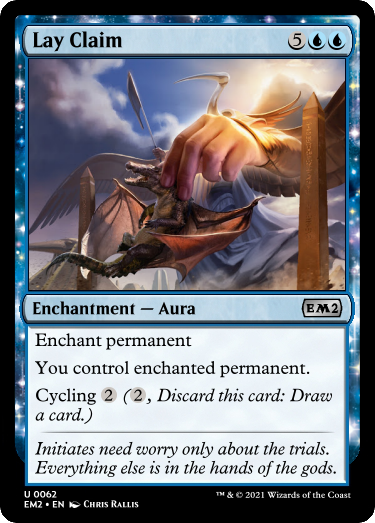 Lay Claim 5
Enchantment — Aura EM2
Enchant permanent
You control enchanted permanent.
Cycling 2 (2, Discard this card: Draw
a card.)
Initiates need worry only about the trials.
Everything else is in the hands of the gods.
U 0062
EM2 • EN Chris Rallis ™ & © 2021 Wizards of the Coast